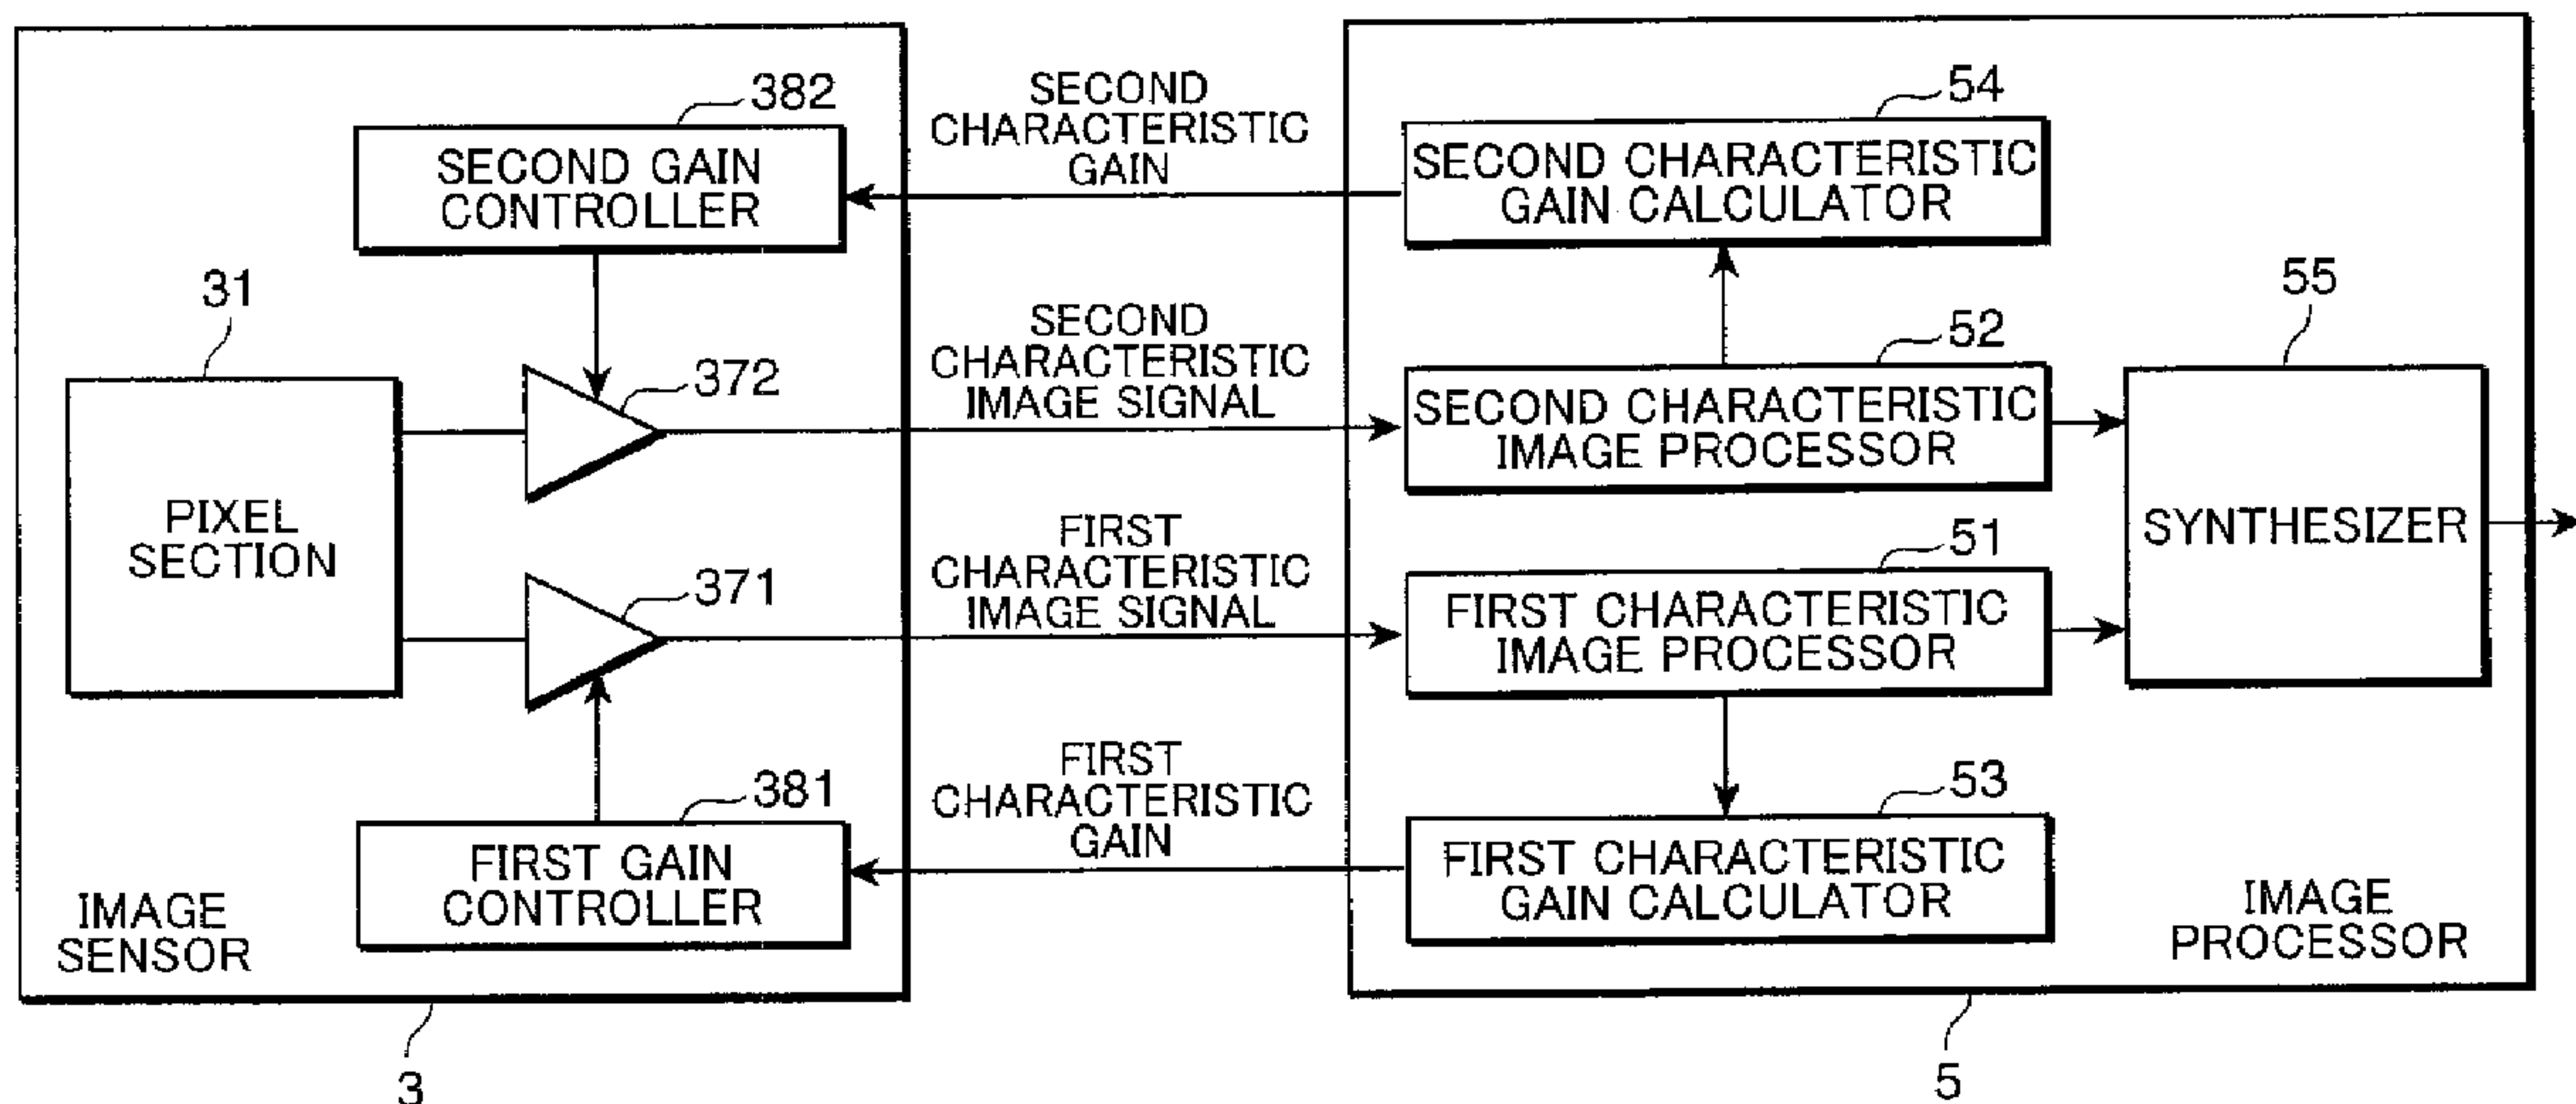 382
SECOND GAIN
CONTROLLER
31
PIXEL
SECTION
372
371
381
FIRST GAIN
CONTROLLER
IMAGE
SENSOR
3
SECOND
CHARACTERISTIC
GAIN
SECOND
CHARACTERISTIC
IMAGE SIGNAL
FIRST
CHARACTERISTIC
IMAGE SIGNAL
FIRST
CHARACTERISTIC
GAIN
54
SECOND CHARACTERISTIC
GAIN CALCULATOR
52
SECOND CHARACTERISTIC
IMAGE PROCESSOR
51
FIRST CHARACTERISTIC
IMAGE PROCESSOR
53
FIRST CHARACTERISTIC
GAIN CALCULATOR
55
SYNTHESIZER
IMAGE
PROCESSOR
5